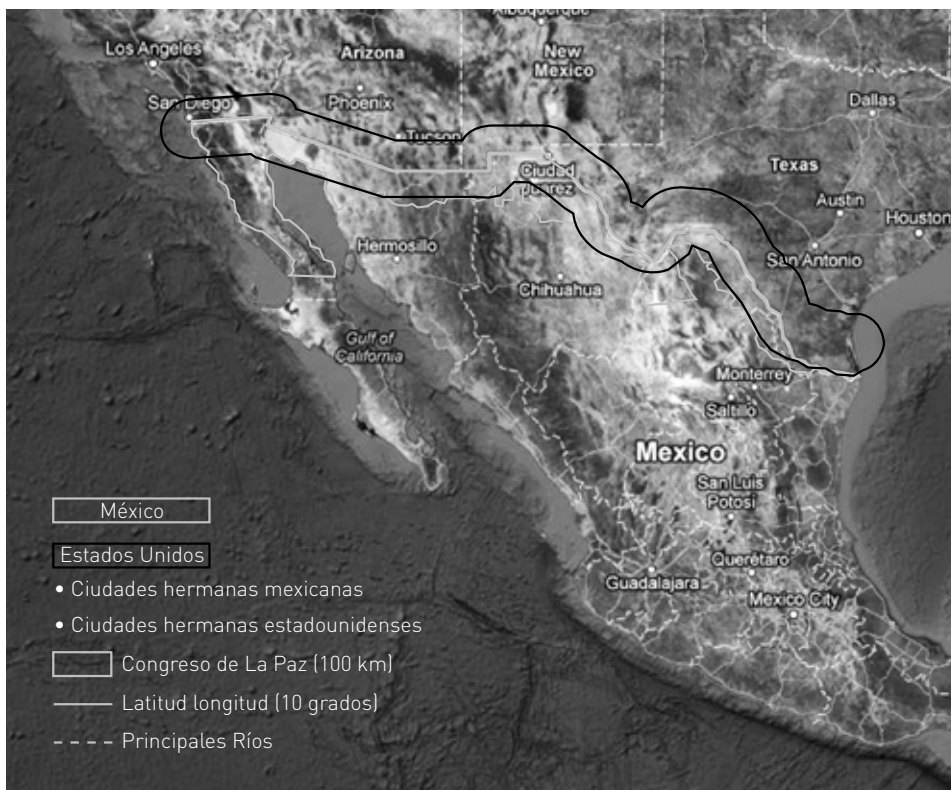 Albuquerque
Los Angeles
Arizona
New
Mexico
San Diego
Phoenix
Dallas
Tucson
Texas
Ciudad
Juarez
Austin
Houston
Hermosillo
San Antonio
Chihuahua
Gulf of
California
Monterrey
Saltillo
Mexico
San Luis
Potosí
México
Estados Unidos
Querétaro
Guadalajara
• Ciudades hermanas mexicanas
Mexico City
• Ciudades hermanas estadounidenses
Congreso de La Paz (100 km)
Latitud longitud (10 grados)
Principales Ríos